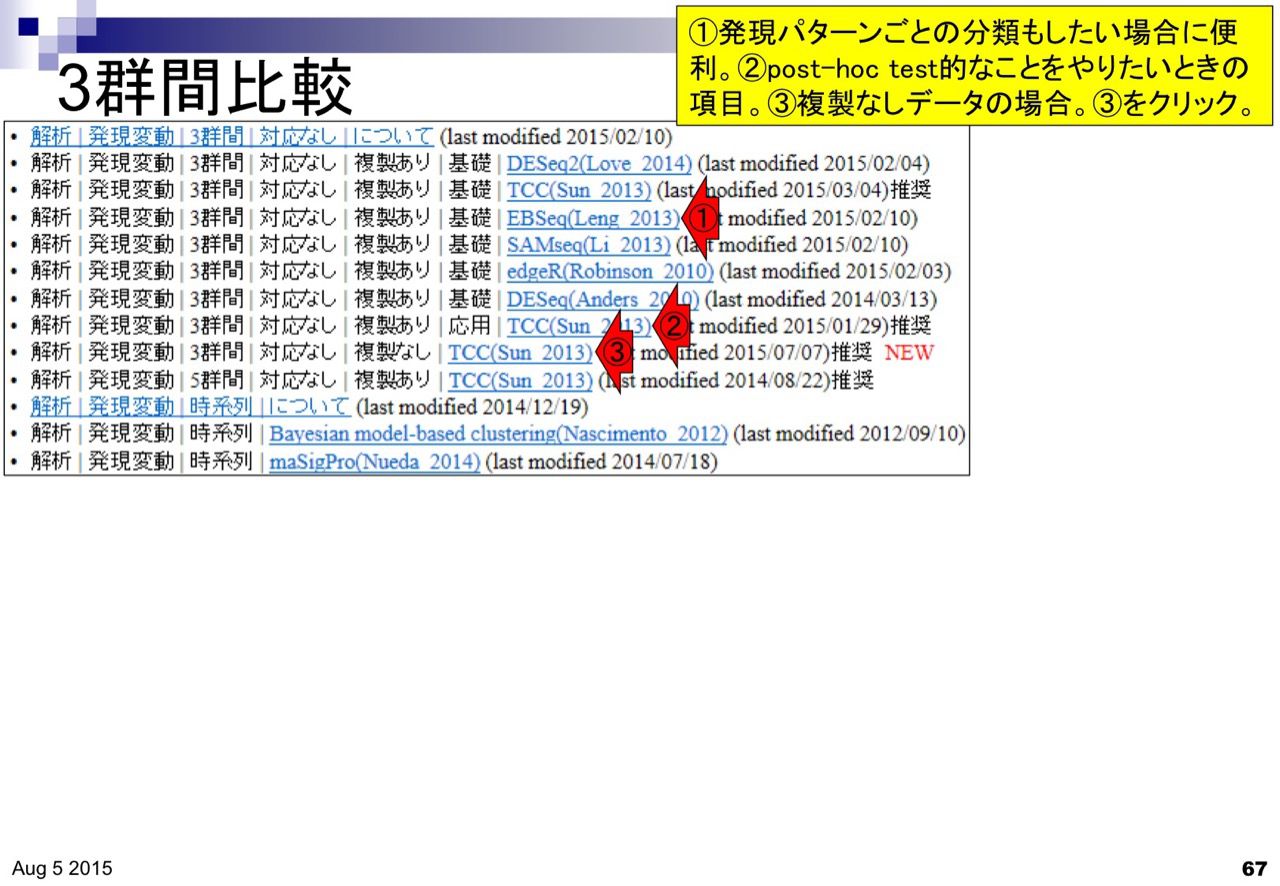 3群間比較
①発現パターンごとの分類もしたい場合に便
利。②post-hoc test的なことをやりたいときの
項目。③複製なしデータの場合。③をクリック。
• 解析 | 発現変動 | 3群間 | 対応なし | について (last modified 2015/02/10)
• 解析 | 発現変動 | 3群間 | 対応なし | 複製あり | 基礎 | DESeq2(Love_2014) (last modified 2015/02/04)
• 解析 | 発現変動 | 3群間 | 対応なし | 複製あり | 基礎 | TCC(Sun_2013) (last modified 2015/03/04)推奨
• 解析 | 発現変動 | 3群間 | 対応なし | 複製あり | 基礎 | EBSeq(Leng_2013) ① modified 2015/02/10)
• 解析 | 発現変動 | 3群間 | 対応なし | 複製あり | 基礎 | SAMseq(Li_2013) (last modified 2015/02/10)
• 解析 | 発現変動 | 3群間 | 対応なし | 複製あり | 基礎 | edgeR(Robinson_2010) (last modified 2015/02/03)
• 解析 | 発現変動 | 3群間 | 対応なし | 複製あり | 基礎 | DESeq(Anders_2010) (last modified 2014/03/13)
• 解析 | 発現変動 | 3群間 | 対応なし | 複製あり | 応用 | TCC(Sun_2013) ② modified 2015/01/29)推奨
• 解析 | 発現変動 | 3群間 | 対応なし | 複製なし | TCC(Sun_2013) ③ modified 2015/07/07)推奨 NEW
• 解析 | 発現変動 | 5群間 | 対応なし | 複製あり | TCC(Sun_2013) (last modified 2014/08/22)推奨
• 解析 | 発現変動 | 時系列 | について (last modified 2014/12/19)
• 解析 | 発現変動 | 時系列 | Bayesian model-based clustering(Nascimento_2012) (last modified 2012/09/10)
• 解析 | 発現変動 | 時系列 | maSigPro(Nueda_2014) (last modified 2014/07/18)
Aug 5 2015
67